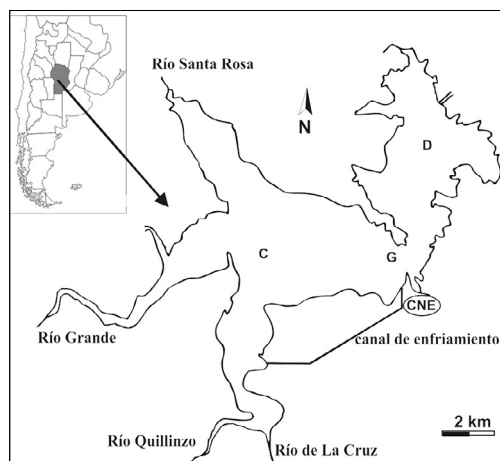 Río Santa Rosa
N
D
C
G
CNE
Río Grande
canal de enfriamiento
2 km
Río Quillinzo
Río de La Cruz